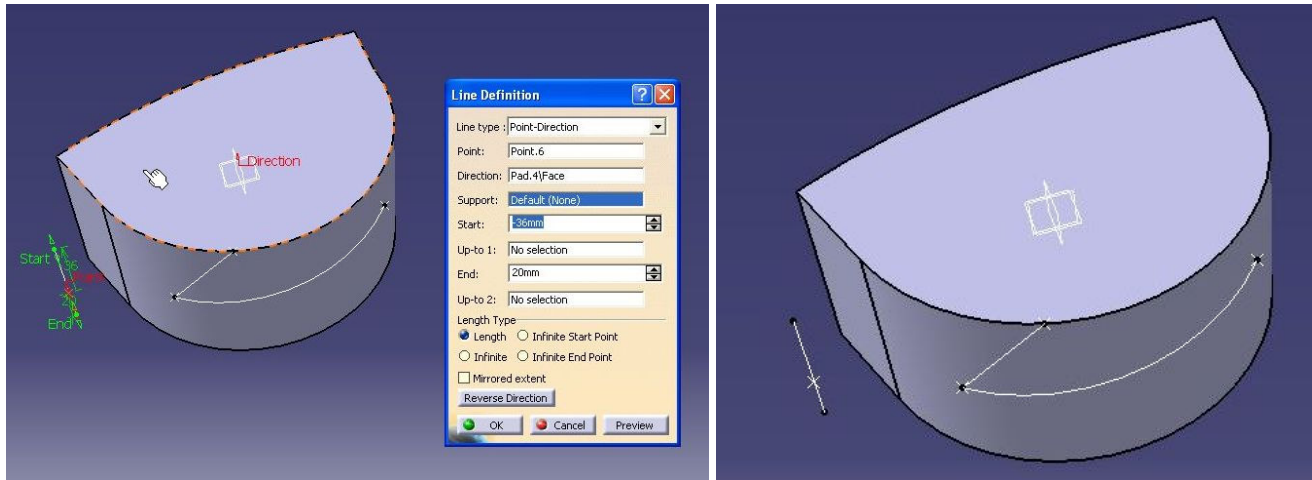 Direction
Start
36
End
Line Definition
Line type : Point-Direction
Point: Point.6
Direction: Pad.4\Face
Support: Default (None)
Start: -36mm
Up-to 1: No selection
End: 20mm
Up-to 2: No selection
Length Type
Length Infinite Start Point
Infinite Infinite End Point
Mirrored extent
Reverse Direction
OK Cancel Preview